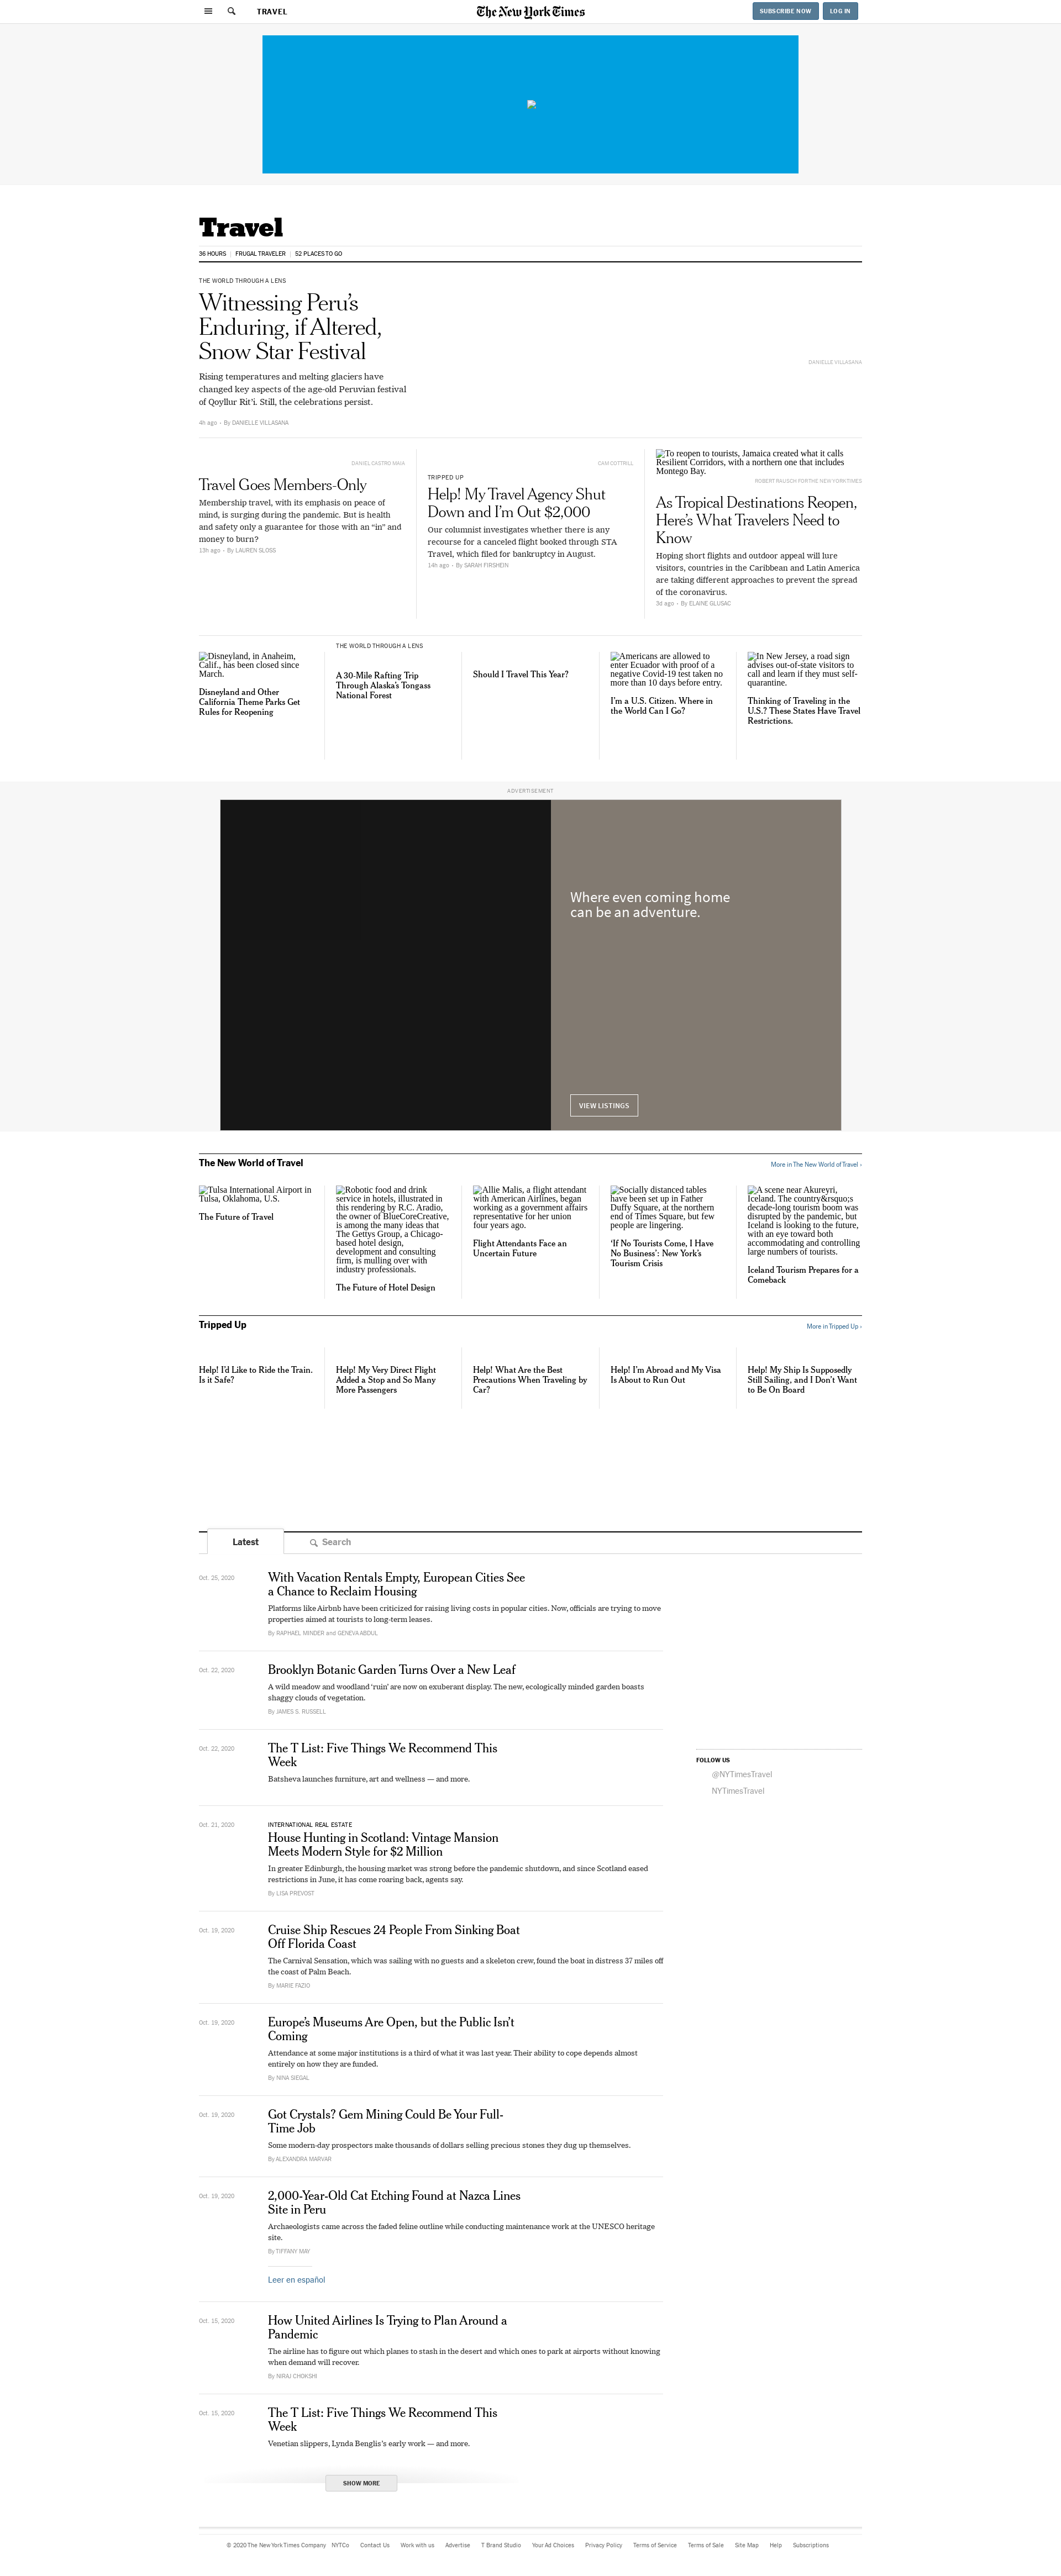 TRAVEL
The New York Times
SUBSCRIBE NOW
LOG IN
Travel
36 HOURS
FRUGAL TRAVELER
52 PLACES TO GO
THE WORLD THROUGH A LENS
Witnessing Peru’s
Enduring, if Altered,
Snow Star Festival
Rising temperatures and melting glaciers have
changed key aspects of the age-old Peruvian festival
of Qoyllur Rit’i. Still, the celebrations persist.
4h ago • By DANIELLE VILLASANA
DANIELLE VILLASANA
DANIEL CASTRO MAIA
Travel Goes Members-Only
Membership travel, with its emphasis on peace of
mind, is surging during the pandemic. But is health
and safety only a guarantee for those with an “in” and
money to burn?
13h ago • By LAUREN SLOSS
CAM COTTRILL
TRIPPED UP
Help! My Travel Agency Shut
Down and I’m Out $2,000
Our columnist investigates whether there is any
recourse for a canceled flight booked through STA
Travel, which filed for bankruptcy in August.
14h ago • By SARAH FIRSHEIN
To reopen to tourists, Jamaica created what it calls
Resilient Corridors, with a northern one that includes
Montego Bay.
ROBERT RAUSCH FOR THE NEW YORK TIMES
As Tropical Destinations Reopen,
Here’s What Travelers Need to
Know
Hoping short flights and outdoor appeal will lure
visitors, countries in the Caribbean and Latin America
are taking different approaches to prevent the spread
of the coronavirus.
3d ago • By ELAINE GLUSAC
Disneyland, in Anaheim,
Calif., has been closed since
March.
Disneyland and Other
California Theme Parks Get
Rules for Reopening
THE WORLD THROUGH A LENS
A 30-Mile Rafting Trip
Through Alaska’s Tongass
National Forest
Should I Travel This Year?
Americans are allowed to
enter Ecuador with proof of a
negative Covid-19 test taken no
more than 10 days before entry.
I’m a U.S. Citizen. Where in
the World Can I Go?
In New Jersey, a road sign
advises out-of-state visitors to
call and learn if they must self-
quarantine.
Thinking of Traveling in the
U.S.? These States Have Travel
Restrictions.
ADVERTISEMENT
Where even coming home
can be an adventure.
VIEW LISTINGS
The New World of Travel
More in The New World of Travel ›
Tulsa International Airport in
Tulsa, Oklahoma, U.S.
The Future of Travel
Robotic food and drink
service in hotels, illustrated in
this rendering by R.C. Aradio,
the owner of BlueCoreCreative,
is among the many ideas that
The Gettys Group, a Chicago-
based hotel design,
development and consulting
firm, is mulling over with
industry professionals.
The Future of Hotel Design
Allie Malis, a flight attendant
with American Airlines, began
working as a government affairs
representative for her union
four years ago.
Flight Attendants Face an
Uncertain Future
Socially distanced tables
have been set up in Father
Duffy Square, at the northern
end of Times Square, but few
people are lingering.
‘If No Tourists Come, I Have
No Business’: New York’s
Tourism Crisis
A scene near Akureyri,
Iceland. The country&rsquo;s
decade-long tourism boom was
disrupted by the pandemic, but
Iceland is looking to the future,
with an eye toward both
accommodating and controlling
large numbers of tourists.
Iceland Tourism Prepares for a
Comeback
Tripped Up
More in Tripped Up ›
Help! I’d Like to Ride the Train.
Is it Safe?
Help! My Very Direct Flight
Added a Stop and So Many
More Passengers
Help! What Are the Best
Precautions When Traveling by
Car?
Help! I’m Abroad and My Visa
Is About to Run Out
Help! My Ship Is Supposedly
Still Sailing, and I Don’t Want
to Be On Board
Latest
Search
Oct. 25, 2020
With Vacation Rentals Empty, European Cities See
a Chance to Reclaim Housing
Platforms like Airbnb have been criticized for raising living costs in popular cities. Now, officials are trying to move
properties aimed at tourists to long-term leases.
By RAPHAEL MINDER and GENEVA ABDUL
Oct. 22, 2020
Brooklyn Botanic Garden Turns Over a New Leaf
A wild meadow and woodland ‘ruin’ are now on exuberant display. The new, ecologically minded garden boasts
shaggy clouds of vegetation.
By JAMES S. RUSSELL
Oct. 22, 2020
The T List: Five Things We Recommend This
Week
Batsheva launches furniture, art and wellness — and more.
FOLLOW US
@NYTimesTravel
NYTimesTravel
Oct. 21, 2020
INTERNATIONAL REAL ESTATE
House Hunting in Scotland: Vintage Mansion
Meets Modern Style for $2 Million
In greater Edinburgh, the housing market was strong before the pandemic shutdown, and since Scotland eased
restrictions in June, it has come roaring back, agents say.
By LISA PREVOST
Oct. 19, 2020
Cruise Ship Rescues 24 People From Sinking Boat
Off Florida Coast
The Carnival Sensation, which was sailing with no guests and a skeleton crew, found the boat in distress 37 miles off
the coast of Palm Beach.
By MARIE FAZIO
Oct. 19, 2020
Europe’s Museums Are Open, but the Public Isn’t
Coming
Attendance at some major institutions is a third of what it was last year. Their ability to cope depends almost
entirely on how they are funded.
By NINA SIEGAL
Oct. 19, 2020
Got Crystals? Gem Mining Could Be Your Full-
Time Job
Some modern-day prospectors make thousands of dollars selling precious stones they dug up themselves.
By ALEXANDRA MARVAR
Oct. 19, 2020
2,000-Year-Old Cat Etching Found at Nazca Lines
Site in Peru
Archaeologists came across the faded feline outline while conducting maintenance work at the UNESCO heritage
site.
By TIFFANY MAY
Leer en español
Oct. 15, 2020
How United Airlines Is Trying to Plan Around a
Pandemic
The airline has to figure out which planes to stash in the desert and which ones to park at airports without knowing
when demand will recover.
By NIRAJ CHOKSHI
Oct. 15, 2020
The T List: Five Things We Recommend This
Week
Venetian slippers, Lynda Benglis’s early work — and more.
SHOW MORE
© 2020 The New York Times Company
NYTCo
Contact Us
Work with us
Advertise
T Brand Studio
Your Ad Choices
Privacy Policy
Terms of Service
Terms of Sale
Site Map
Help
Subscriptions